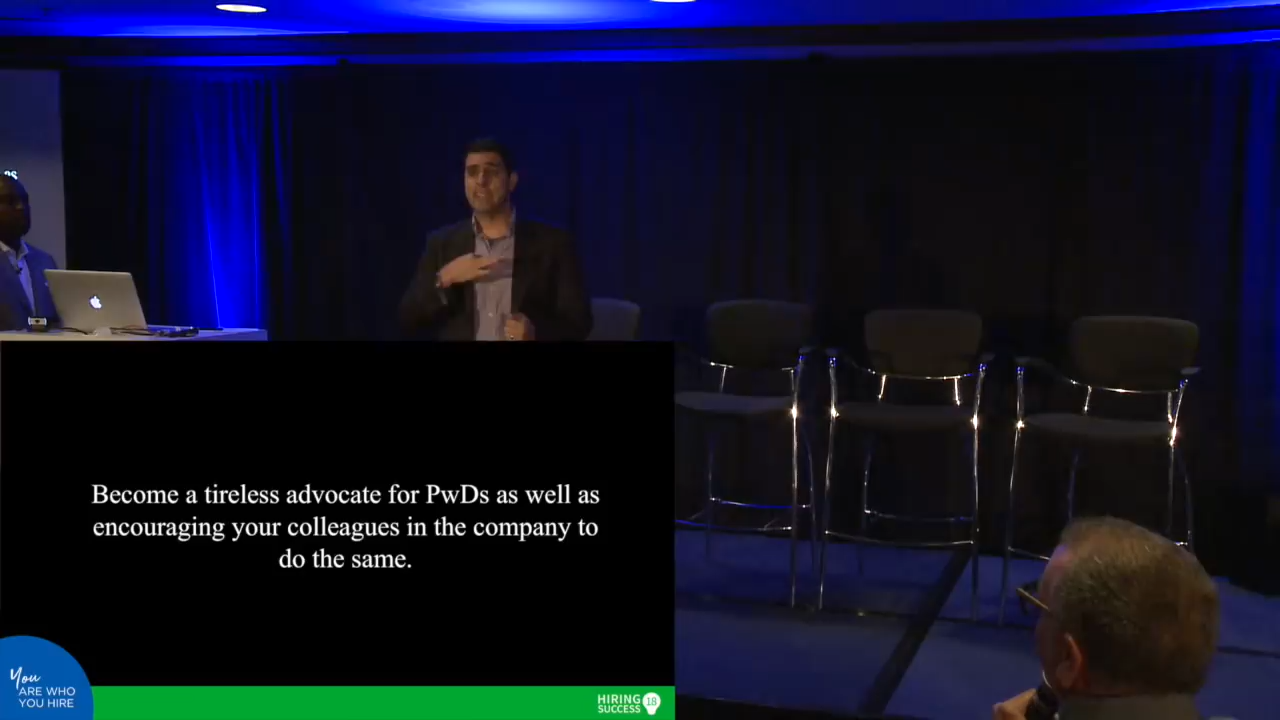 es
Become a tireless advocate for PwDs as well as
encouraging your colleagues in the company to
do the same.
You
ARE WHO
YOU HIRE
HIRING
SUCCESS
18